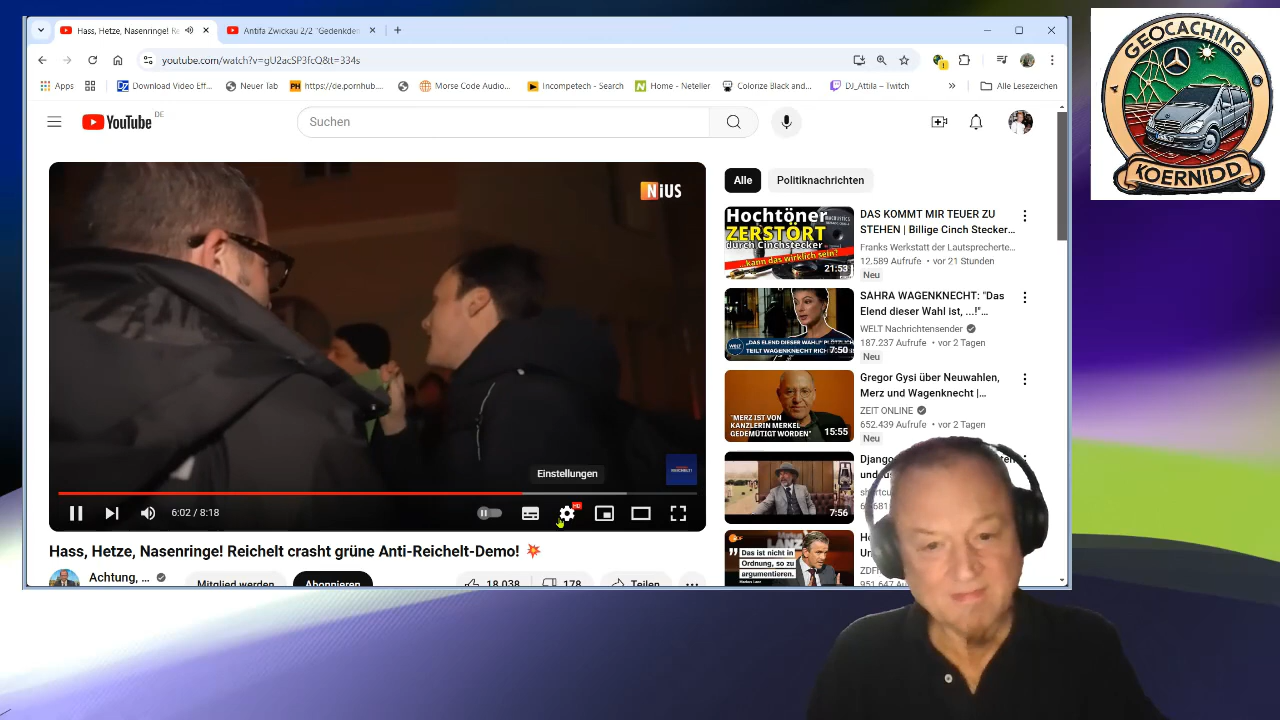 Hass, Hetze, Nasenringe! Re
Antifa Zwickau 2/2 "Gedenkde
youtube.com/watch?v=gU2acSP3fcQ&t=334s
Apps
Download Video Eff...
Neuer Tab
https://de.pornhub....
Morse Code Audio...
Incompetech - Search
Home - Neteller
Colorize Black and...
DJ_Attila – Twitch
»
Alle Lesezeichen
YouTube DE
Suchen
NiUS
Einstellungen
HD
6:02 / 8:18
Hass, Hetze, Nasenringe! Reichelt crasht grüne Anti-Reichelt-Demo! 💥
Achtung, ...
Mitglied werden
Abonnieren
18.038
178
Teilen
Alle
Politiknachrichten
Hochtöner
ZERSTÖRT
durch Cinchstecker
...kann das wirklich sein?
21:53
DAS KOMMT MIR TEUER ZU
STEHEN | Billige Cinch Stecker...
Franks Werkstatt der Lautsprecherte...
12.589 Aufrufe • vor 21 Stunden
Neu
7:50
SAHRA WAGENKNECHT: "Das
Elend dieser Wahl ist, ...!"...
WELT Nachrichtensender
187.237 Aufrufe • vor 2 Tagen
Neu
"MERZ IST VON
KANZLERIN MERKEL
GEDEMÜTIGT WORDEN"
15:55
Gregor Gysi über Neuwahlen,
Merz und Wagenknecht |...
ZEIT ONLINE
652.439 Aufrufe • vor 2 Tagen
Neu
7:56
Django
ZDF
"Das ist nicht in
Ordnung, so zu
argumentieren.
GEOCACHING
KOERNIDD